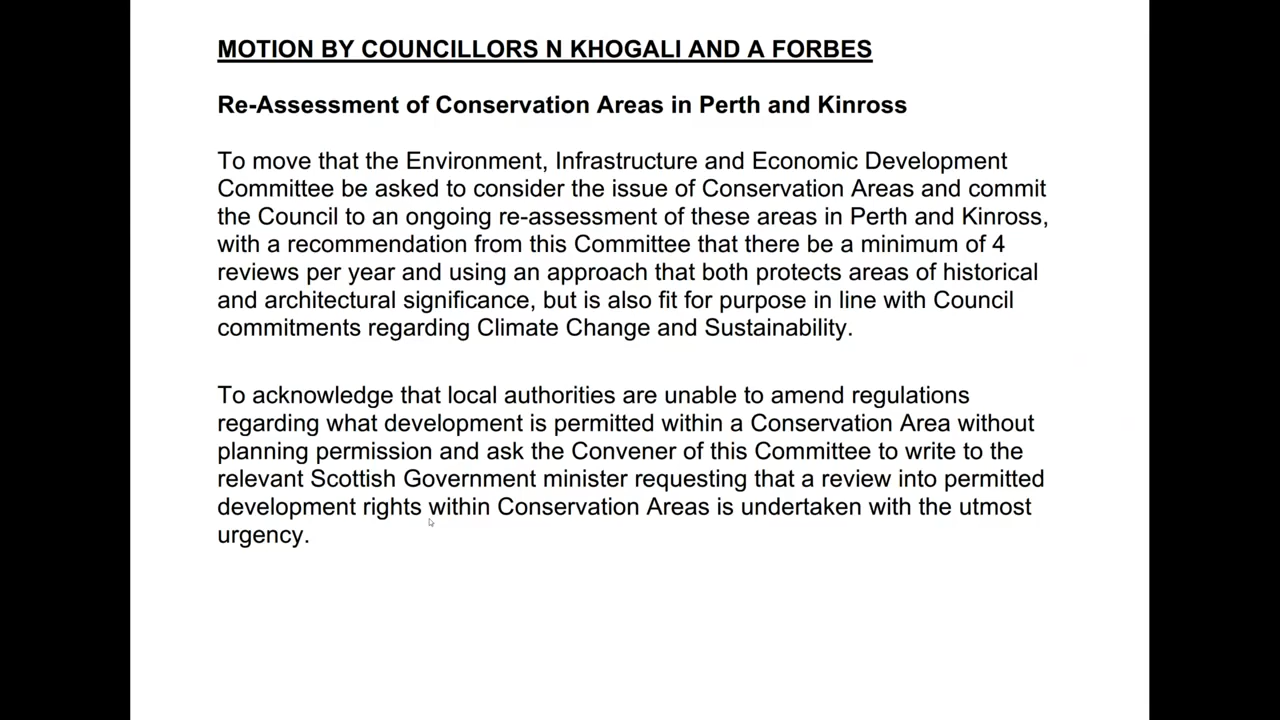 MOTION BY COUNCILLORS N KHOGALI AND A FORBES
Re-Assessment of Conservation Areas in Perth and Kinross
To move that the Environment, Infrastructure and Economic Development
Committee be asked to consider the issue of Conservation Areas and commit
the Council to an ongoing re-assessment of these areas in Perth and Kinross,
with a recommendation from this Committee that there be a minimum of 4
reviews per year and using an approach that both protects areas of historical
and architectural significance, but is also fit for purpose in line with Council
commitments regarding Climate Change and Sustainability.
To acknowledge that local authorities are unable to amend regulations
regarding what development is permitted within a Conservation Area without
planning permission and ask the Convener of this Committee to write to the
relevant Scottish Government minister requesting that a review into permitted
development rights within Conservation Areas is undertaken with the utmost
urgency.